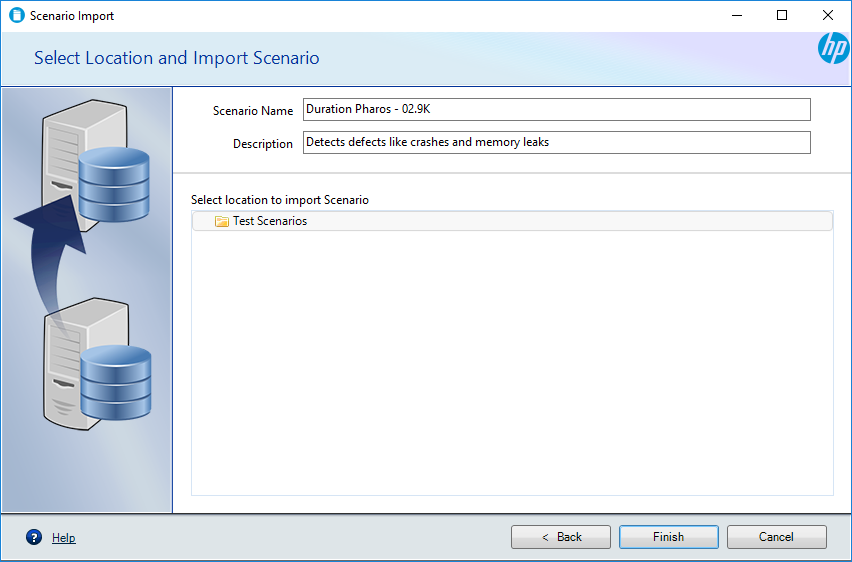 Scenario Import
Select Location and Import Scenario
hp
Scenario Name Duration Pharos - 02.9K
Description Detects defects like crashes and memory leaks
Select location to import Scenario
Test Scenarios
? Help < Back Finish Cancel